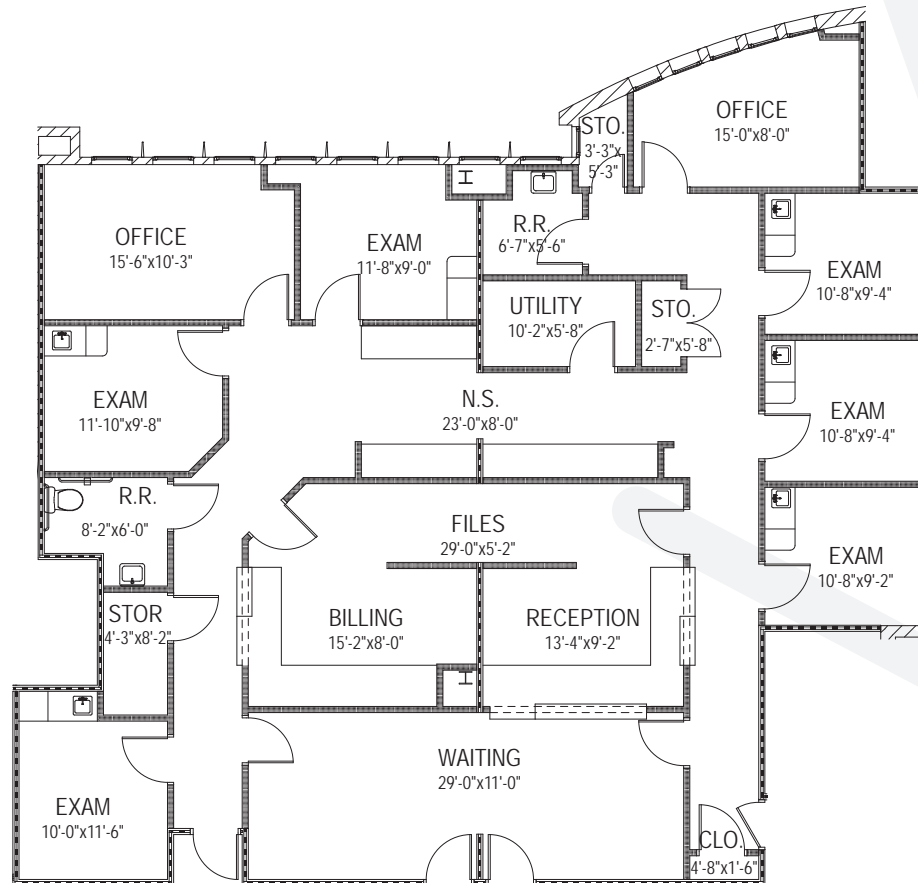 OFFICE
15'-0"x8'-0"
STO.
3'-3"x
5'-3"
OFFICE
15'-6"x10'-3"
EXAM
11'-8"x9'-0"
R.R.
6'-7"x5'-6"
EXAM
10'-8"x9'-4"
UTILITY
10'-2"x5'-8"
STO.
2'-7"x5'-8"
EXAM
11'-10"x9'-8"
N.S.
23'-0"x8'-0"
EXAM
10'-8"x9'-4"
R.R.
8'-2"x6'-0"
FILES
29'-0"x5'-2"
EXAM
10'-8"x9'-2"
STOR
4'-3"x8'-2"
BILLING
15'-2"x8'-0"
RECEPTION
13'-4"x9'-2"
WAITING
29'-0"x11'-0"
EXAM
10'-0"x11'-6"
CLO.
4'-8"x1'-6"